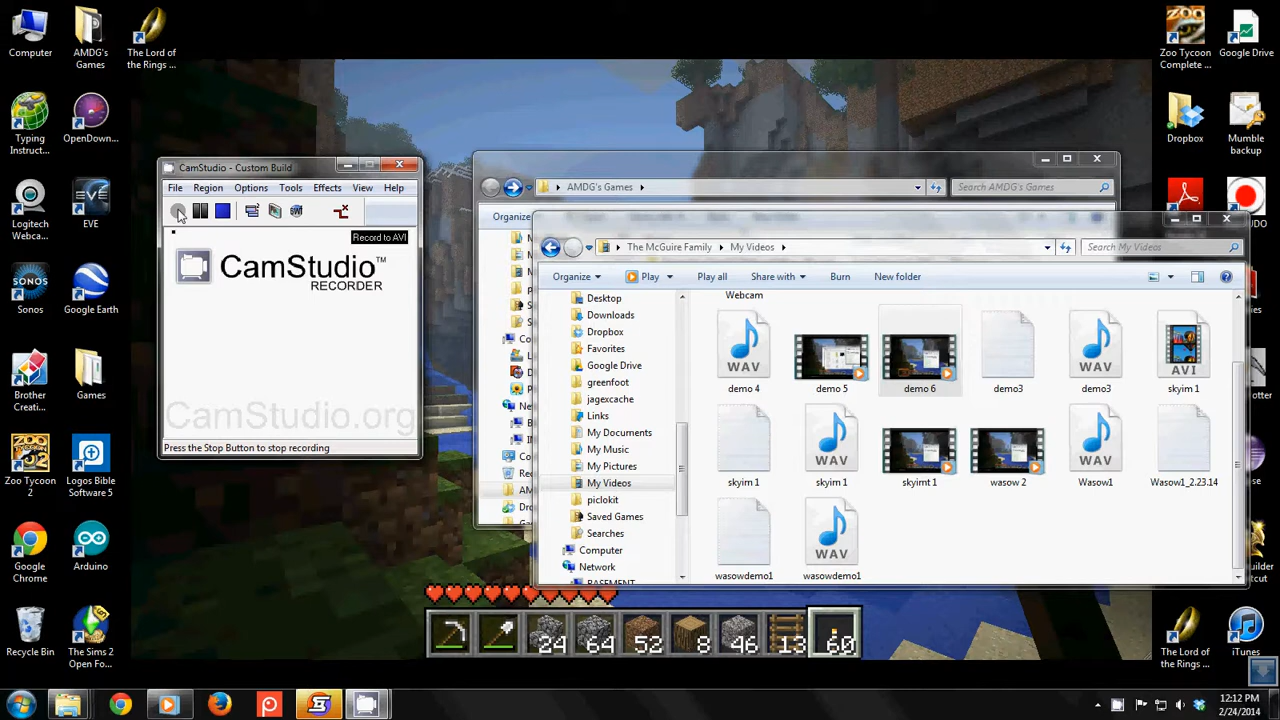 Computer
AMDG's Games
The Lord of the Rings ...
Typing Instruct...
OpenDown...
Logitech Webca...
EVE
Sonos
Google Earth
Brother Creati...
Games
Zoo Tycoon 2
Logos Bible Software 5
Google Chrome
Arduino
Recycle Bin
The Sims 2 Open Fo...
Zoo Tycoon Complete ...
Google Drive
Dropbox
Mumble backup
The Lord of the Rings ...
iTunes
CamStudio - Custom Build
File Region Options Tools Effects View Help
Record to AVI
CamStudio™
RECORDER
CamStudio.org
Press the Stop Button to stop recording
AMDG's Games
Search AMDG's Games
Organize
The McGuire Family
My Videos
Search My Videos
Organize Play Play all Share with Burn New folder
Desktop
Downloads
Dropbox
Favorites
Google Drive
greenfoot
jagexcache
Links
My Documents
My Music
My Pictures
My Videos
piclokit
Saved Games
Searches
Computer
Network
BASEMENT
Webcam
WAV
demo 4
demo 5
demo 6
demo3
WAV
demo3
AVI
skyim 1
skyim 1
WAV
skyim 1
skyimt 1
wasow 2
WAV
Wasow1
Wasow1_2.23.14
wasowdemo1
WAV
wasowdemo1
24
64
52
8
46
13
60
12:12 PM
2/24/2014